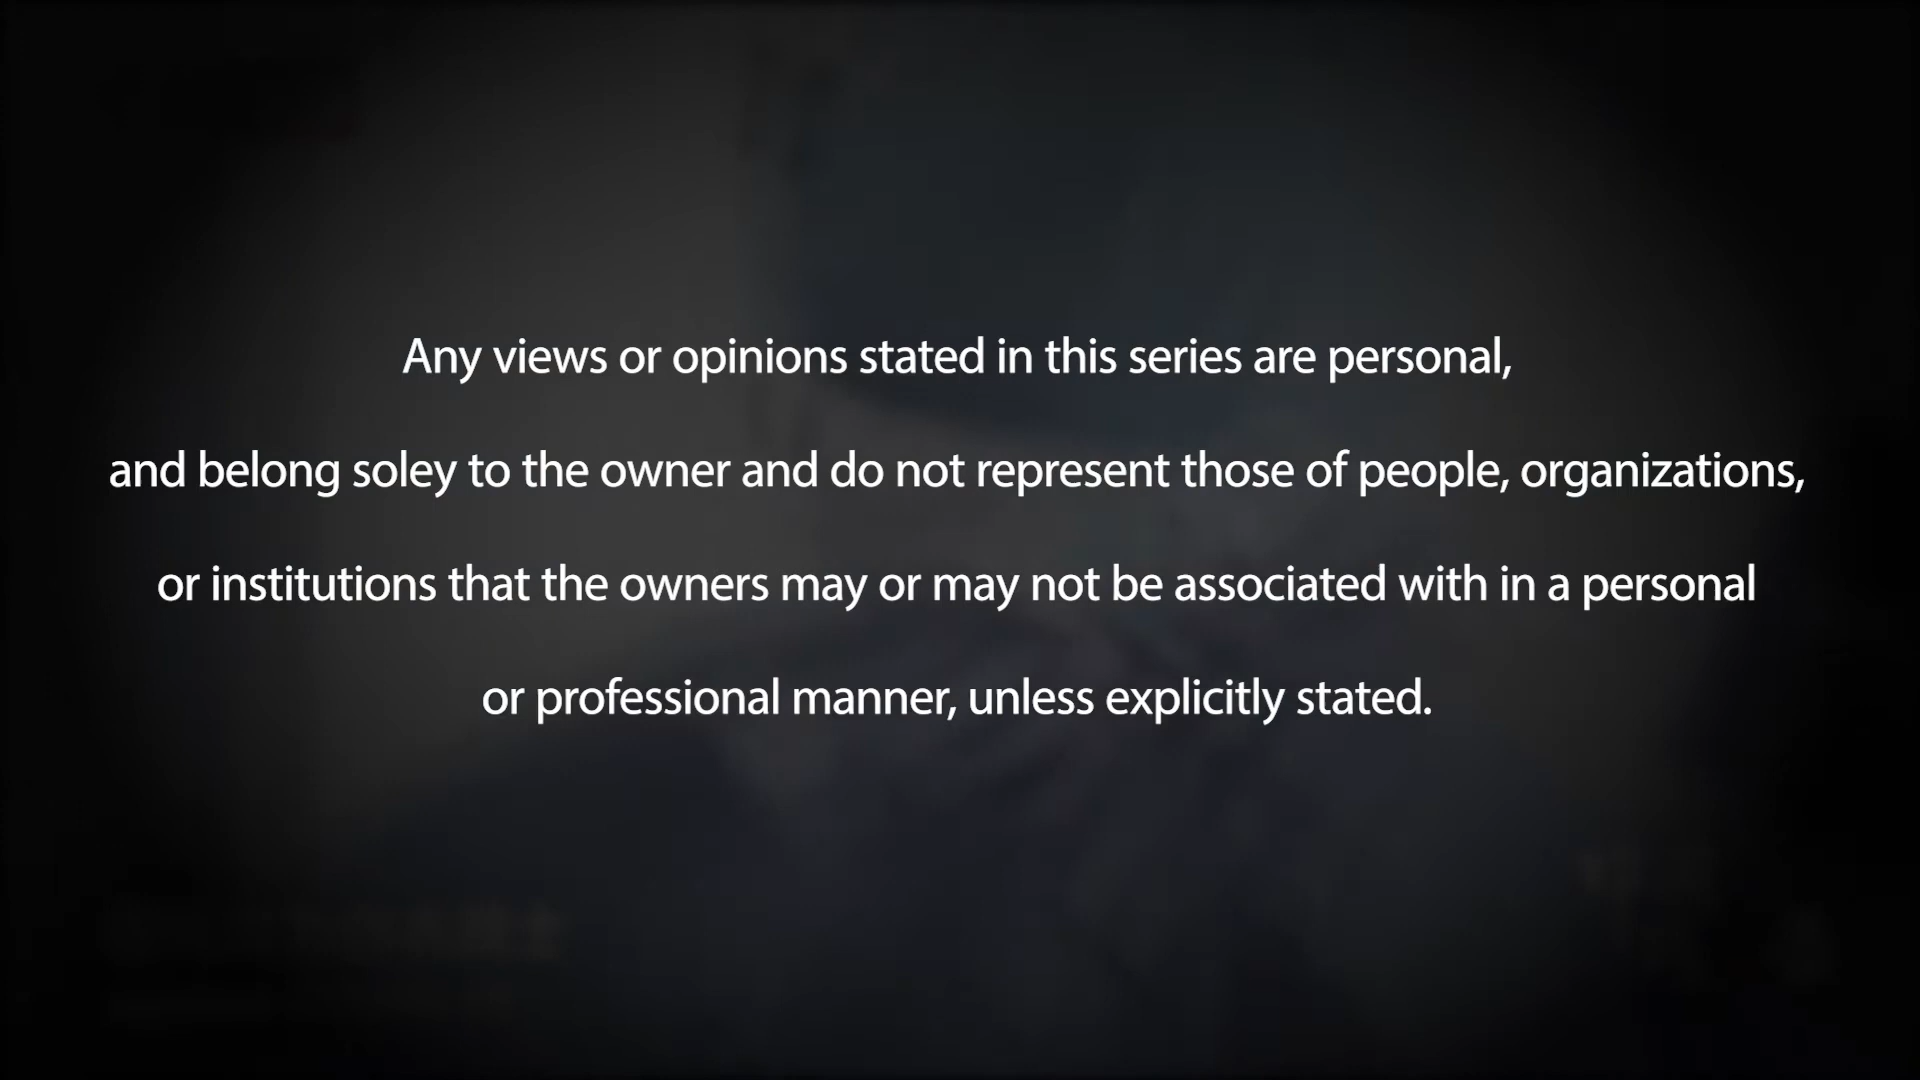 Any views or opinions stated in this series are personal,
and belong soley to the owner and do not represent those of people, organizations,
or institutions that the owners may or may not be associated with in a personal
or professional manner, unless explicitly stated.